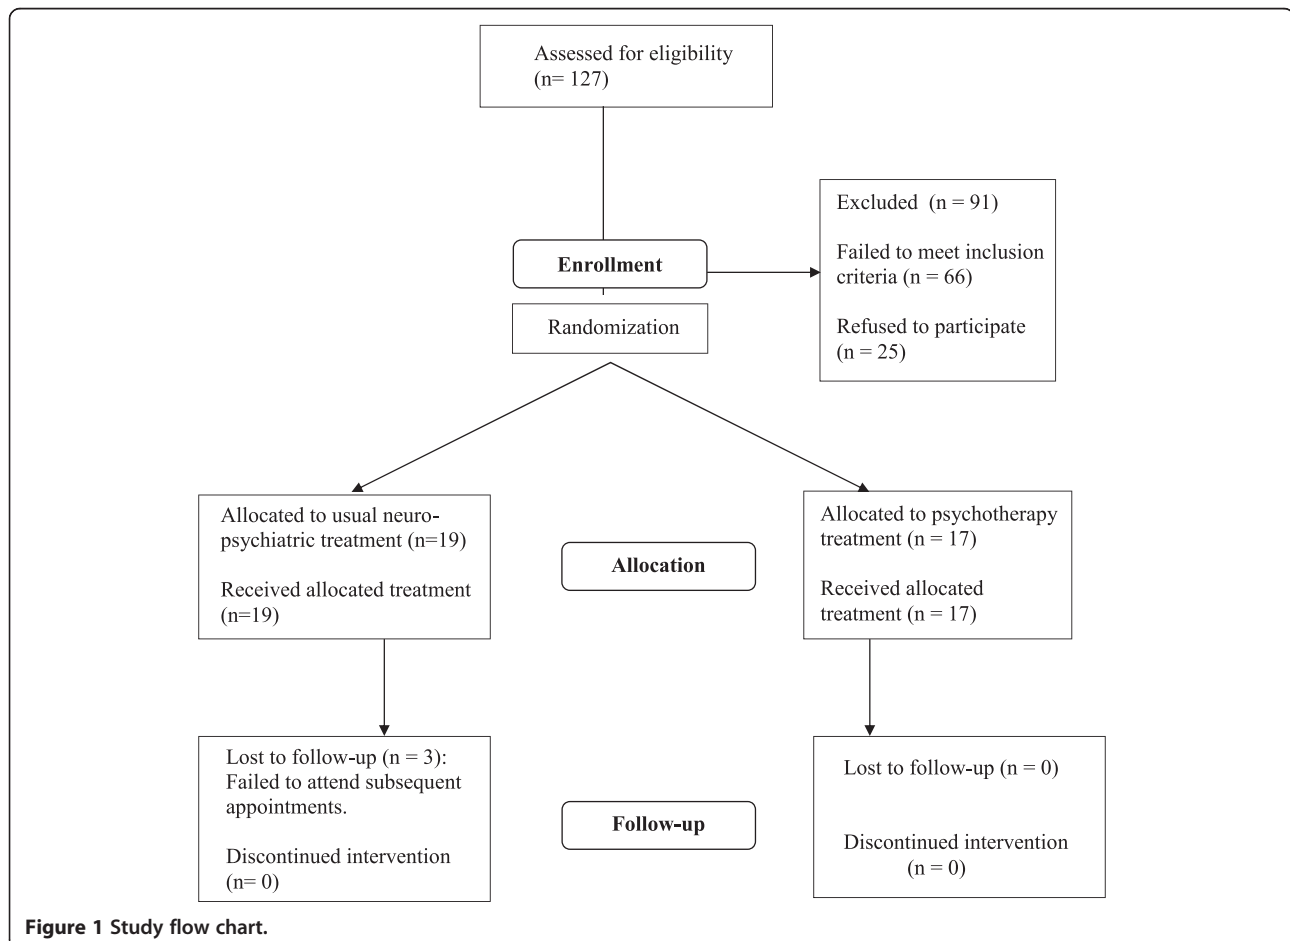 Assessed for eligibility
(n= 127)
Excluded (n = 91)
Failed to meet inclusion
criteria (n = 66)
Refused to participate
(n = 25)
Enrollment
Randomization
Allocated to usual neuro-
psychiatric treatment (n=19)
Received allocated treatment
(n=19)
Allocation
Allocated to psychotherapy
treatment (n = 17)
Received allocated
treatment (n = 17)
Lost to follow-up (n = 3):
Failed to attend subsequent
appointments.
Discontinued intervention
(n= 0)
Follow-up
Lost to follow-up (n = 0)
Discontinued intervention
(n = 0)
Figure 1 Study flow chart.